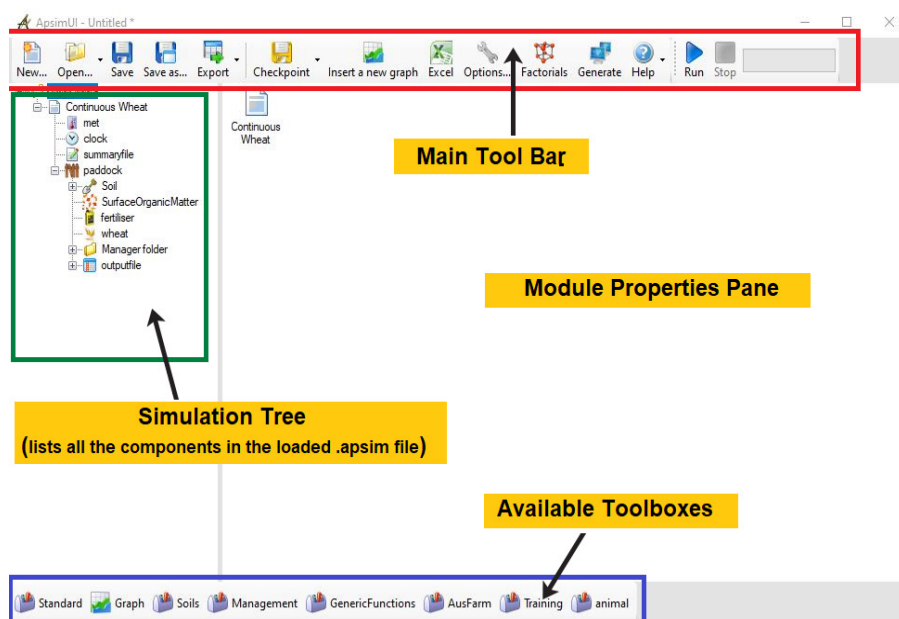 ApsimUI - Untitled *
New... Open... Save Save as... Export Checkpoint Insert a new graph Excel Options... Factorials Generate Help Run Stop
Continuous Wheat
met
clock
summaryfile
paddock
Soil
SurfaceOrganicMatter
fertiliser
wheat
Manager folder
outputfile
Continuous
Wheat
Main Tool Bar
Module Properties Pane
Simulation Tree
(lists all the components in the loaded .apsim file)
Available Toolboxes
Standard Graph Soils Management GenericFunctions AusFarm Training animal